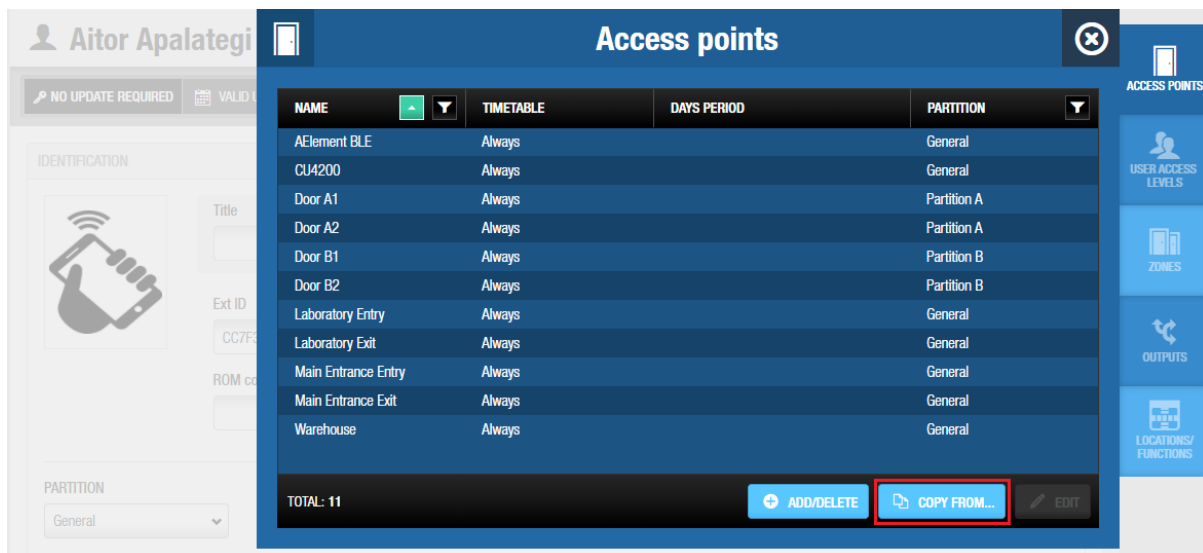 Aitor Apalategi
Access points
ACCESS POINTS
NO UPDATE REQUIRED
VALID U
NAME TIMETABLE DAYS PERIOD PARTITION
AElement BLE Always General
CU4200 Always General
Door A1 Always Partition A
Door A2 Always Partition A
Door B1 Always Partition B
Door B2 Always Partition B
Laboratory Entry Always General
Laboratory Exit Always General
Main Entrance Entry Always General
Main Entrance Exit Always General
Warehouse Always General
TOTAL: 11
ADD/DELETE COPY FROM... EDIT
IDENTIFICATION
Title
Ext ID
CC7F3
ROM co
PARTITION
General
USER ACCESS
LEVELS
ZONES
OUTPUTS
LOCATIONS/
FUNCTIONS